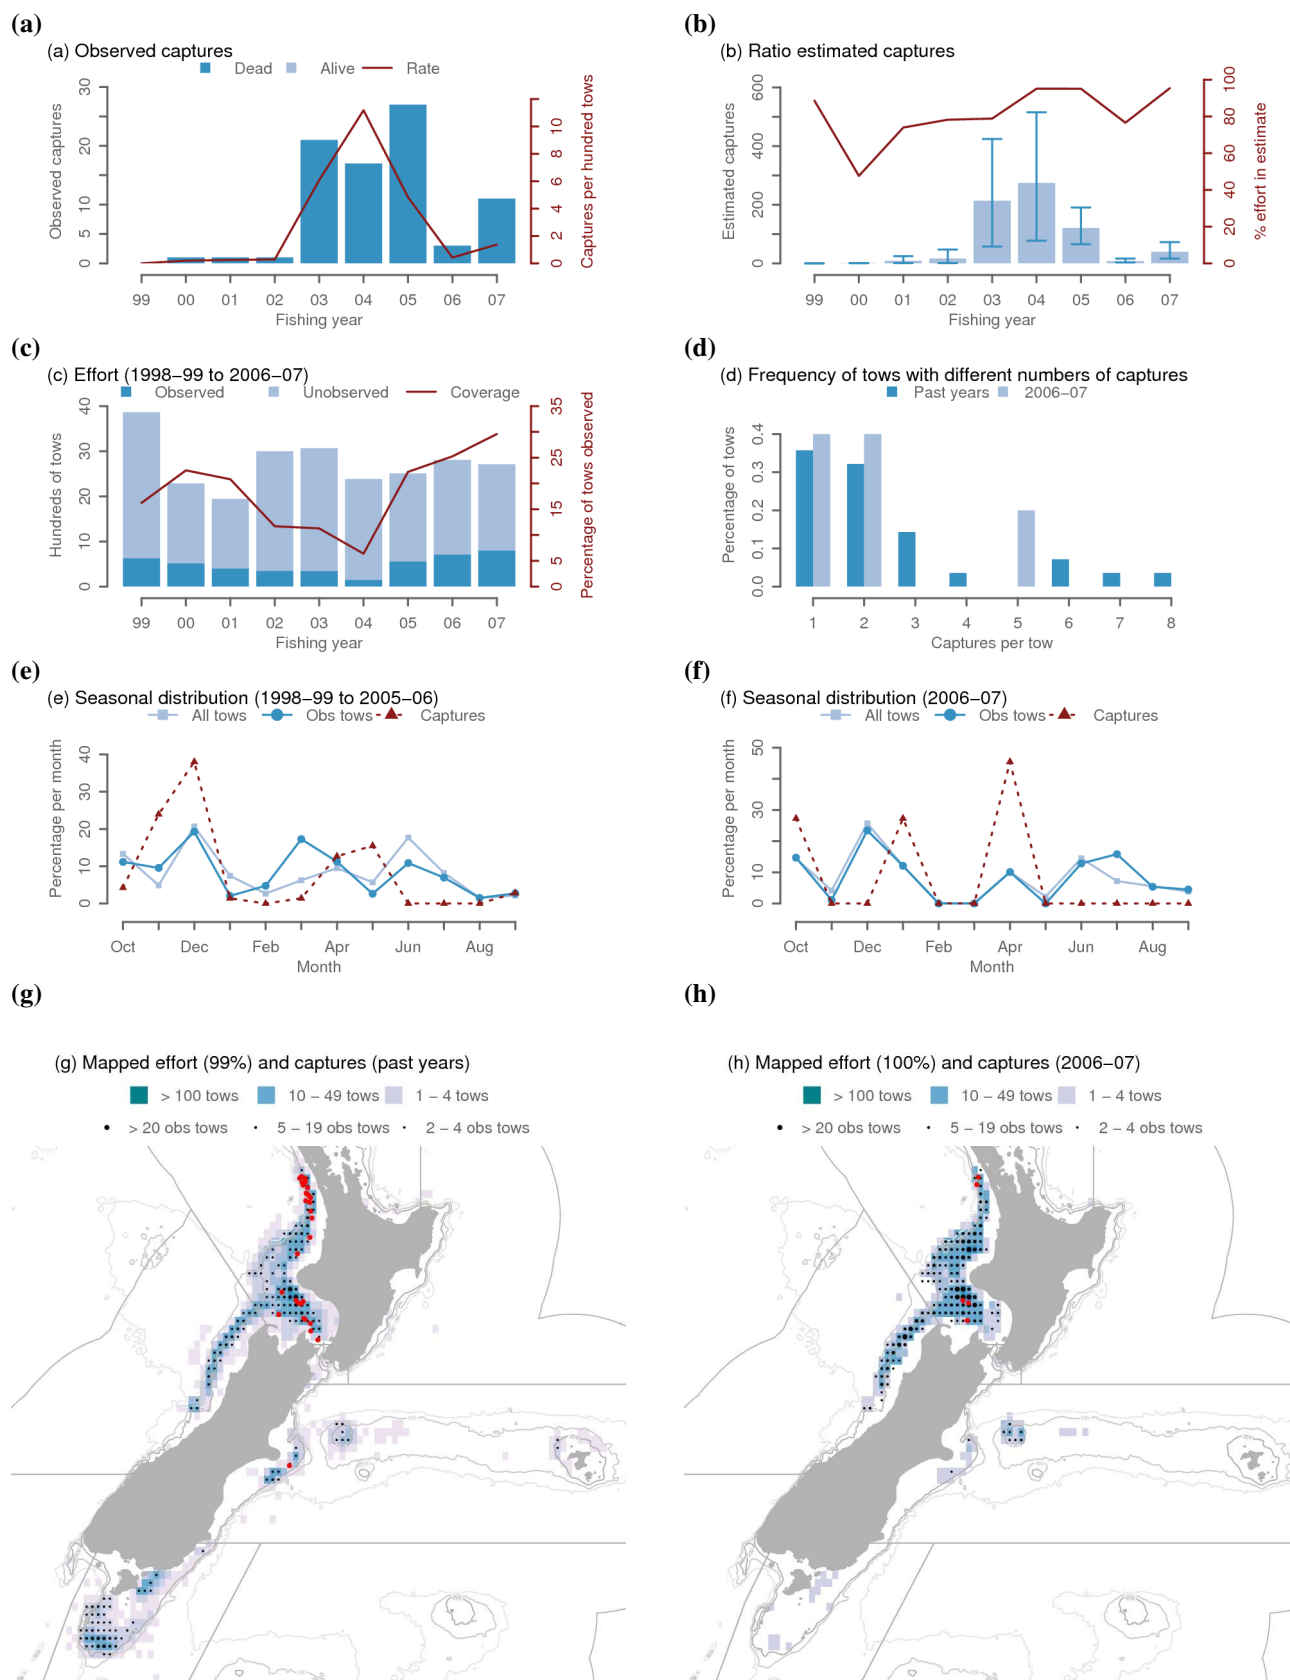 (a)
(a) Observed captures
Dead Alive Rate
Observed captures
0 5 10 20 30
Captures per hundred tows
0 2 4 6 8 10
99 00 01 02 03 04 05 06 07
Fishing year
(b)
(b) Ratio estimated captures
Estimated captures
0 200 400 600
% effort in estimate
0 20 40 60 80 100
99 00 01 02 03 04 05 06 07
Fishing year
(c)
(c) Effort (1998–99 to 2006–07)
Observed Unobserved Coverage
Hundreds of tows
0 10 20 30 40
Percentage of tows observed
0 5 15 25 35
99 00 01 02 03 04 05 06 07
Fishing year
(d)
(d) Frequency of tows with different numbers of captures
Past years 2006–07
Percentage of tows
0.0 0.1 0.2 0.3 0.4
1 2 3 4 5 6 7 8
Captures per tow
(e)
(e) Seasonal distribution (1998–99 to 2005–06)
All tows Obs tows Captures
Percentage per month
0 10 20 30 40
Oct Dec Feb Apr Jun Aug
Month
(f)
(f) Seasonal distribution (2006–07)
All tows Obs tows Captures
Percentage per month
0 10 30 50
Oct Dec Feb Apr Jun Aug
Month
(g)
(g) Mapped effort (99%) and captures (past years)
> 100 tows 10 – 49 tows 1 – 4 tows
> 20 obs tows 5 – 19 obs tows 2 – 4 obs tows
(h)
(h) Mapped effort (100%) and captures (2006–07)
> 100 tows 10 – 49 tows 1 – 4 tows
> 20 obs tows 5 – 19 obs tows 2 – 4 obs tows